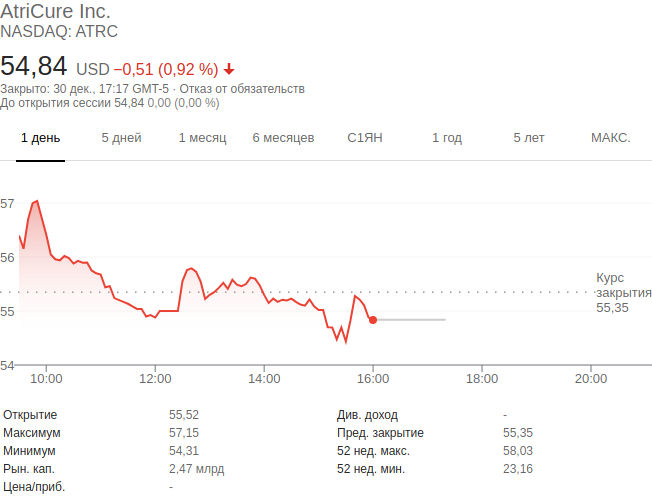 AtriCure Inc.
NASDAQ: ATRC
54,84 USD −0,51 (0,92 %)
Закрыто: 30 дек., 17:17 GMT-5 · Отказ от обязательств
До открытия сессии 54,84 0,00 (0,00 %)
1 день 5 дней 1 месяц 6 месяцев С1ЯН 1 год 5 лет МАКС.
57
56
55
54
Курс
закрытия
55,35
10:00 12:00 14:00 16:00 18:00 20:00
Открытие 55,52 Див. доход -
Максимум 57,15 Пред. закрытие 55,35
Минимум 54,31 52 нед. макс. 58,03
Рын. кап. 2,47 млрд 52 нед. мин. 23,16
Цена/приб. -